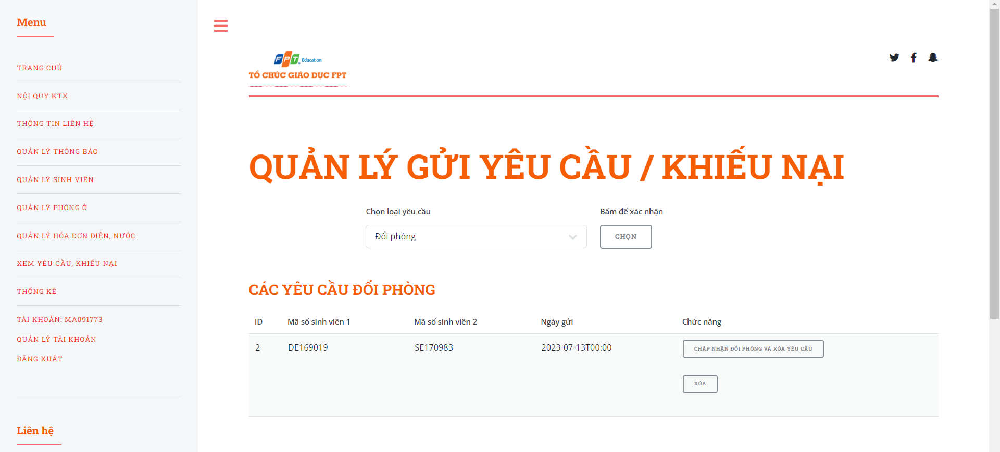 Menu
TRANG CHỦ
NỘI QUY KTX
THÔNG TIN LIÊN HỆ
QUẢN LÝ THÔNG BÁO
QUẢN LÝ SINH VIÊN
QUẢN LÝ PHÒNG Ở
QUẢN LÝ HÓA ĐƠN ĐIỆN, NƯỚC
XEM YÊU CẦU, KHIẾU NẠI
THỐNG KÊ
TÀI KHOẢN: MA091773
QUẢN LÝ TÀI KHOẢN
ĐĂNG XUẤT
Liên hệ
FPT Education
TỔ CHỨC GIÁO DỤC FPT
QUẢN LÝ GỬI YÊU CẦU / KHIẾU NẠI
Chọn loại yêu cầu
Bấm để xác nhận
Đổi phòng
CHỌN
CÁC YÊU CẦU ĐỔI PHÒNG
ID Mã số sinh viên 1 Mã số sinh viên 2 Ngày gửi Chức năng
2 DE169019 SE170983 2023-07-13T00:00 CHẤP NHẬN ĐỔI PHÒNG VÀ XÓA YÊU CẦU
XÓA